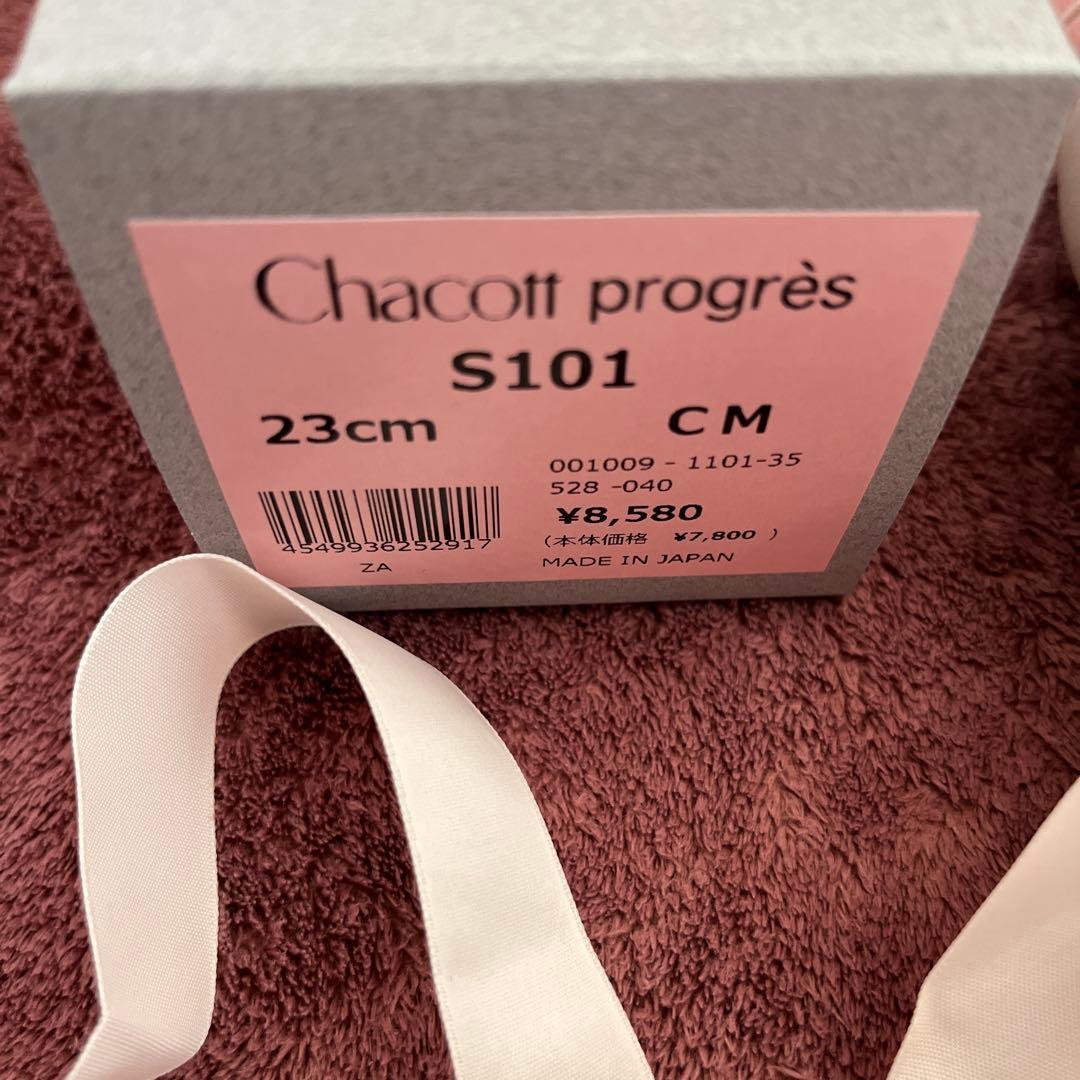 Chacott progrès
S101
23cm CM
001009 - 1101-35
528 -040
¥8,580
(本体価格 ¥7,800 )
4549936252917
ZA
MADE IN JAPAN